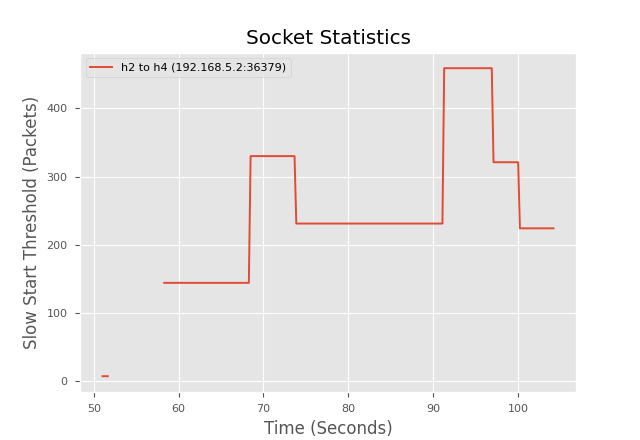 Socket Statistics
h2 to h4 (192.168.5.2:36379)
Slow Start Threshold (Packets)
400
300
200
100
0
50 60 70 80 90 100
Time (Seconds)